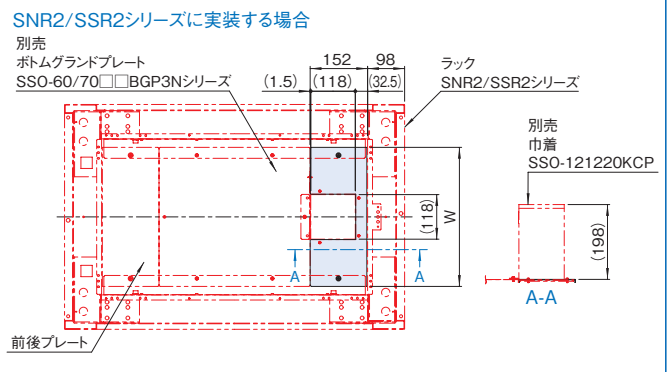 SNR2/SSR2シリーズに実装する場合
別売
ボトムグランドプレート
SSO-60/70□□BGP3Nシリーズ
152
98
(1.5)
(118)
(32.5)
ラック
SNR2/SSR2シリーズ
別売
巾着
SSO-121220KCP
(118)
W
(198)
A
A
A-A
前後プレート